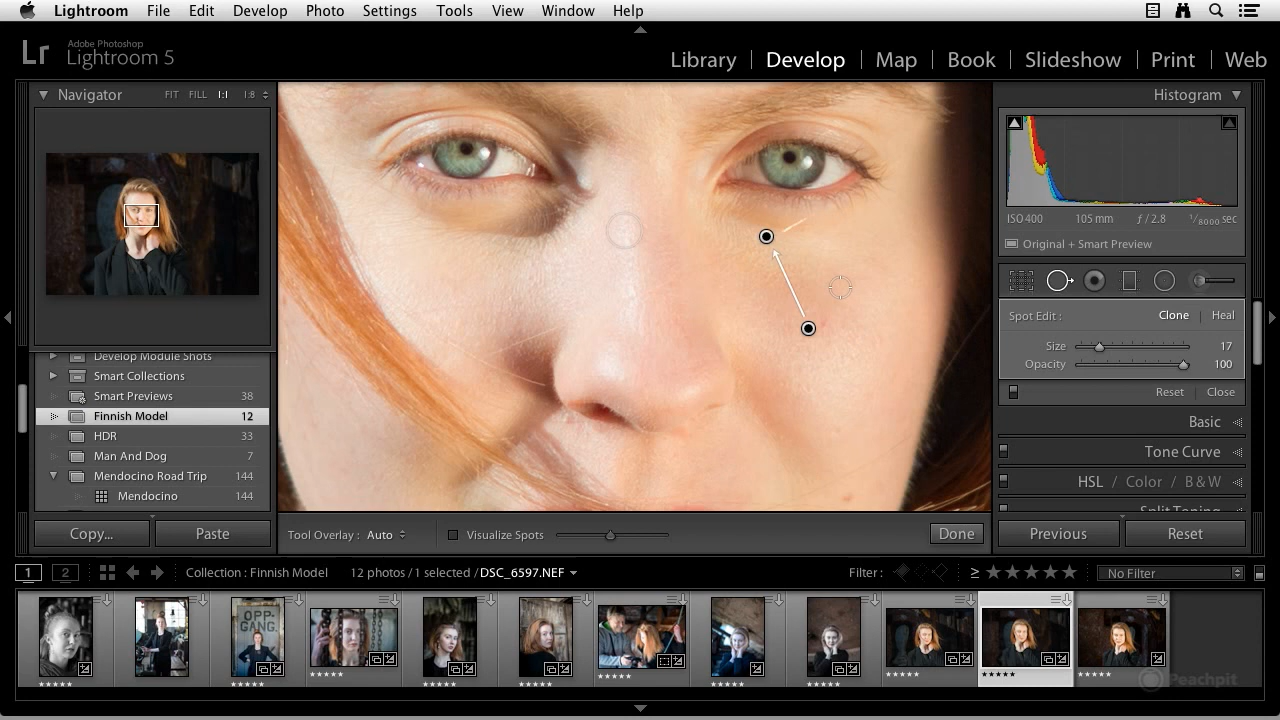 Lightroom File Edit Develop Photo Settings Tools View Window Help
Lr Adobe Photoshop
Lightroom 5
Library Develop Map Book Slideshow Print Web
Navigator FIT FILL 1:1 1:8
Develop Module Shots
Smart Collections
Smart Previews 38
Finnish Model 12
HDR 33
Man And Dog 7
Mendocino Road Trip 144
Mendocino 144
Copy... Paste
Histogram
ISO 400 105 mm ƒ / 2.8 1/8000 sec
Original + Smart Preview
Spot Edit : Clone Heal
Size 17
Opacity 100
Reset Close
Basic
Tone Curve
HSL / Color / B & W
Split Toning
Previous Reset
Tool Overlay : Auto Visualize Spots Done
1 2 Collection : Finnish Model 12 photos / 1 selected / DSC_6597.NEF Filter : ≥ ★★★★★ No Filter
OPP-
GANG.
Peachpit